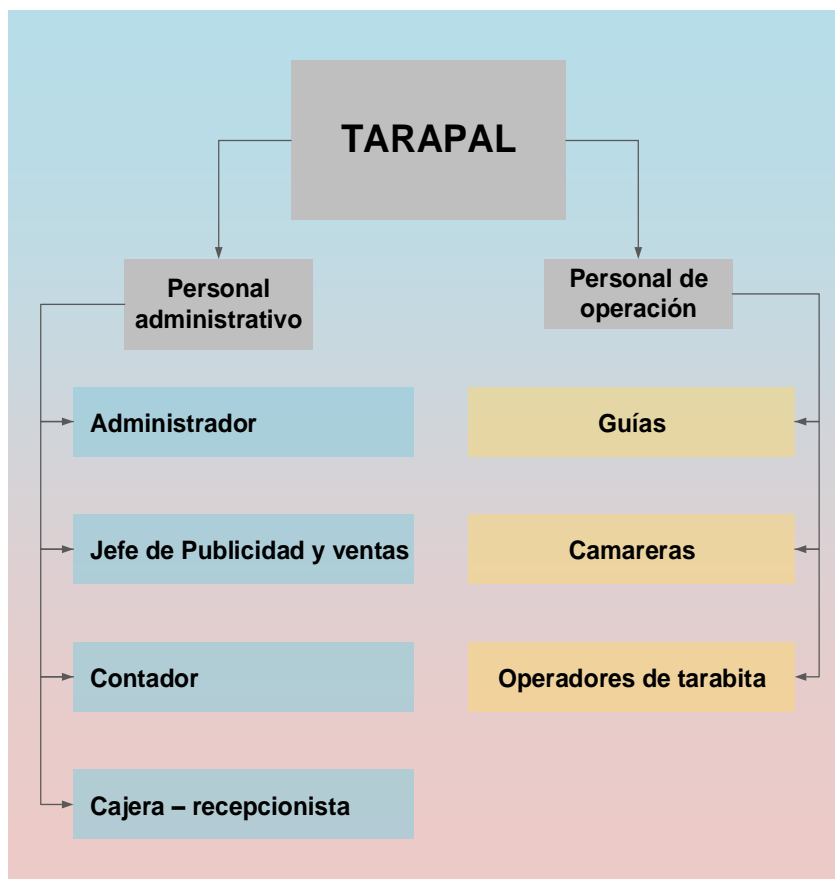 TARAPAL
Personal
administrativo
Personal de
operación
Administrador
Jefe de Publicidad y ventas
Contador
Cajera – recepcionista
Guías
Camareras
Operadores de tarabita